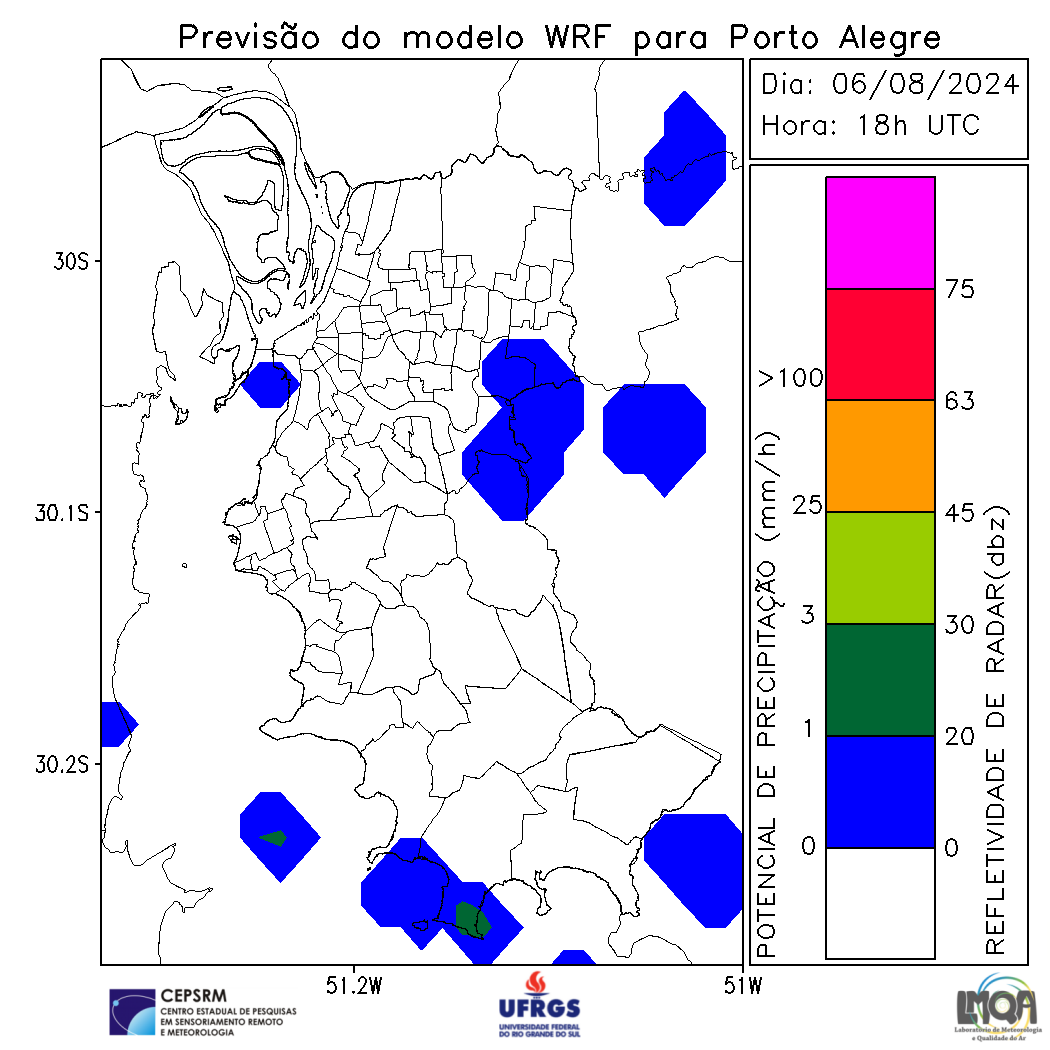 Previsão do modelo WRF para Porto Alegre
Dia: 06/08/2024
Hora: 18h UTC
30S
30.1S
30.2S
51.2W
51W
POTENCIAL DE PRECIPITAÇÃO (mm/h)
>100
25
3
1
0
75
63
45
30
20
0
REFLETIVIDADE DE RADAR(dbz)
CEPSRM
CENTRO ESTADUAL DE PESQUISAS
EM SENSORIAMENTO REMOTO
E METEOROLOGIA
UFRGS
UNIVERSIDADE FEDERAL
DO RIO GRANDE DO SUL
LMQA
Laboratório de Meteorologia
e Qualidade do Ar